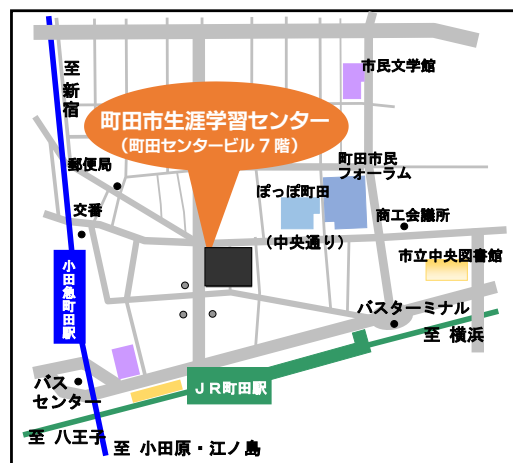 至
新
宿
市民文学館
町田市生涯学習センター
（町田センタービル７階）
郵便局
町田市民
フォーラム
ぽっぽ町田
交番
商工会議所
（中央通り）
市立中央図書館
小田急町田駅
バスターミナル
至 横浜
バス
センター
ＪＲ町田駅
至 八王子
至 小田原・江ノ島